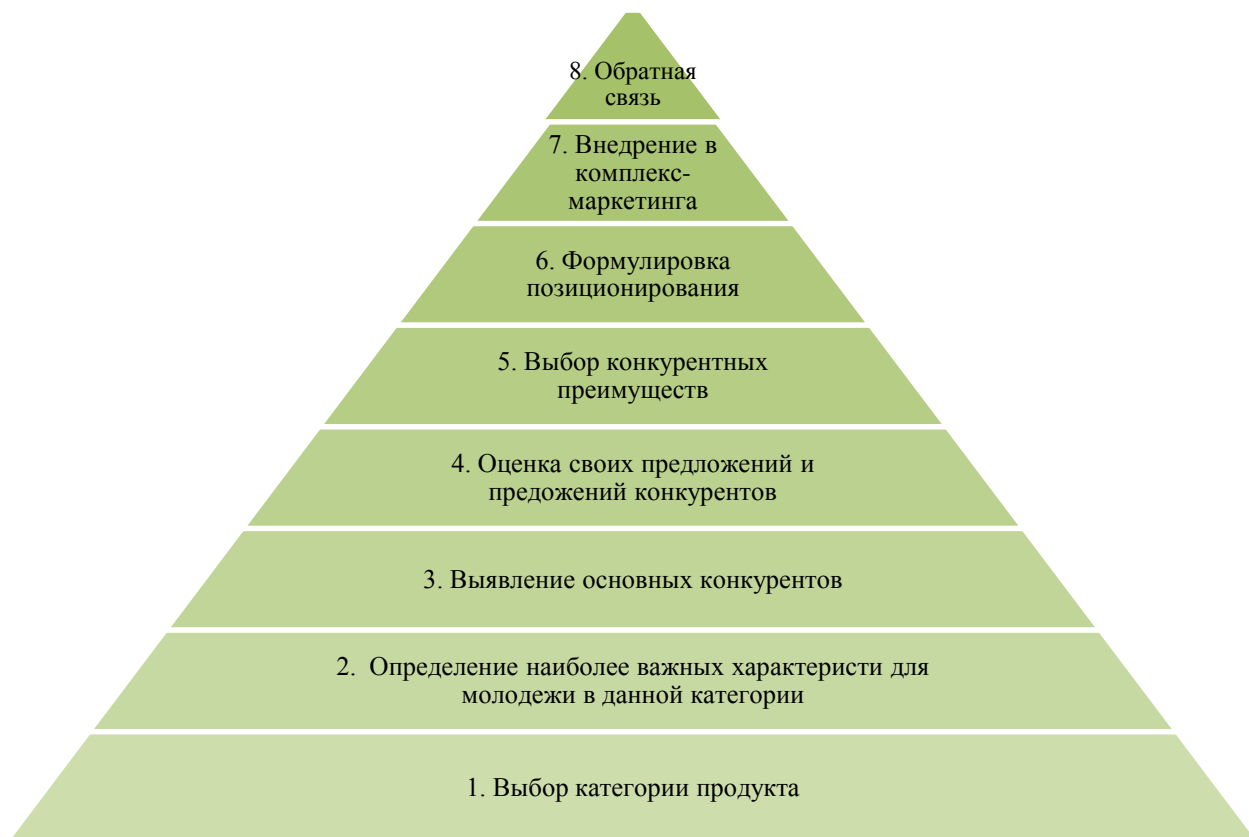 8. Обратная
связь
7. Внедрение в
комплекс-
маркетинга
6. Формулировка
позиционирования
5. Выбор конкурентных
преимуществ
4. Оценка своих предложений и
предожений конкурентов
3. Выявление основных конкурентов
2.  Определение наиболее важных характеристи для
молодежи в данной категории
1. Выбор категории продукта